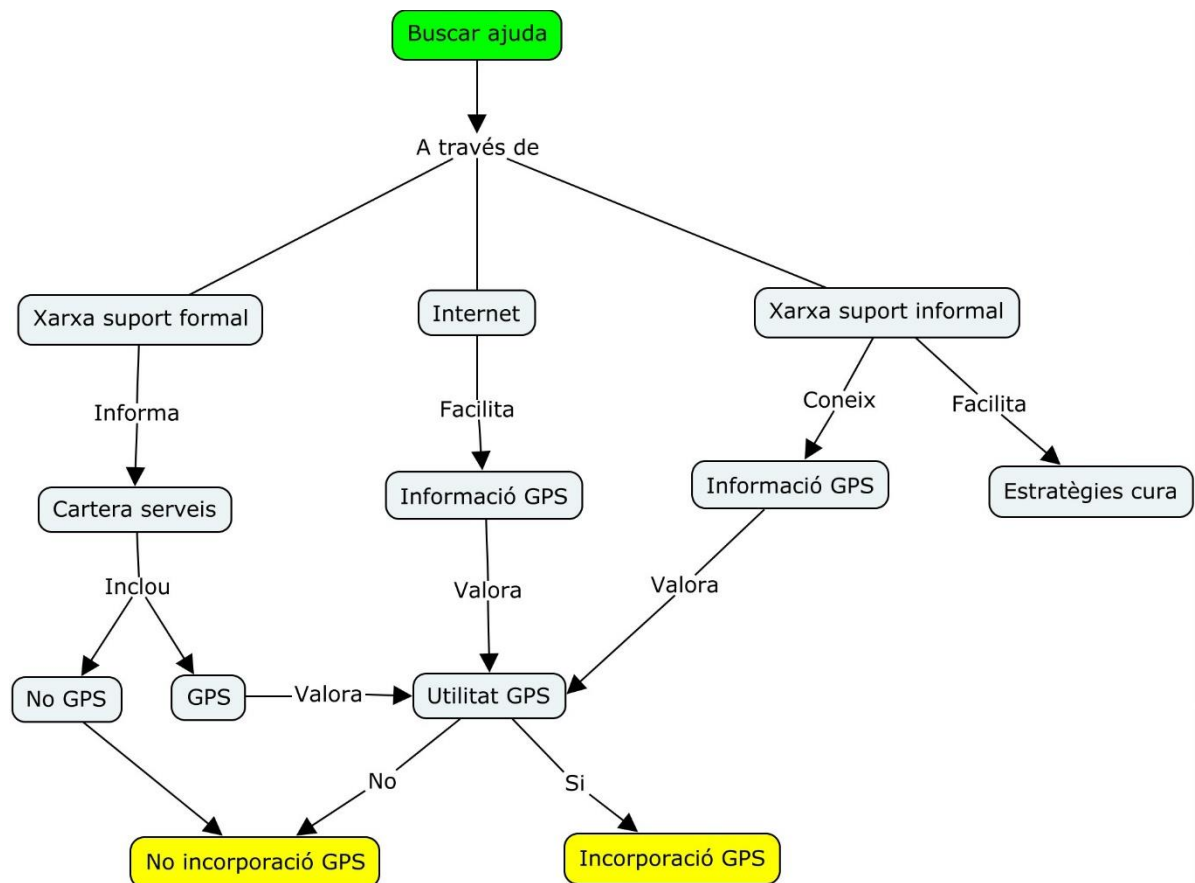 Buscar ajuda
A través de
Xarxa suport formal
Internet
Xarxa suport informal
Informa
Facilita
Coneix
Facilita
Cartera serveis
Informació GPS
Informació GPS
Estratègies cura
Inclou
Valora
Valora
No GPS
GPS
Valora
Utilitat GPS
No
Si
No incorporació GPS
Incorporació GPS